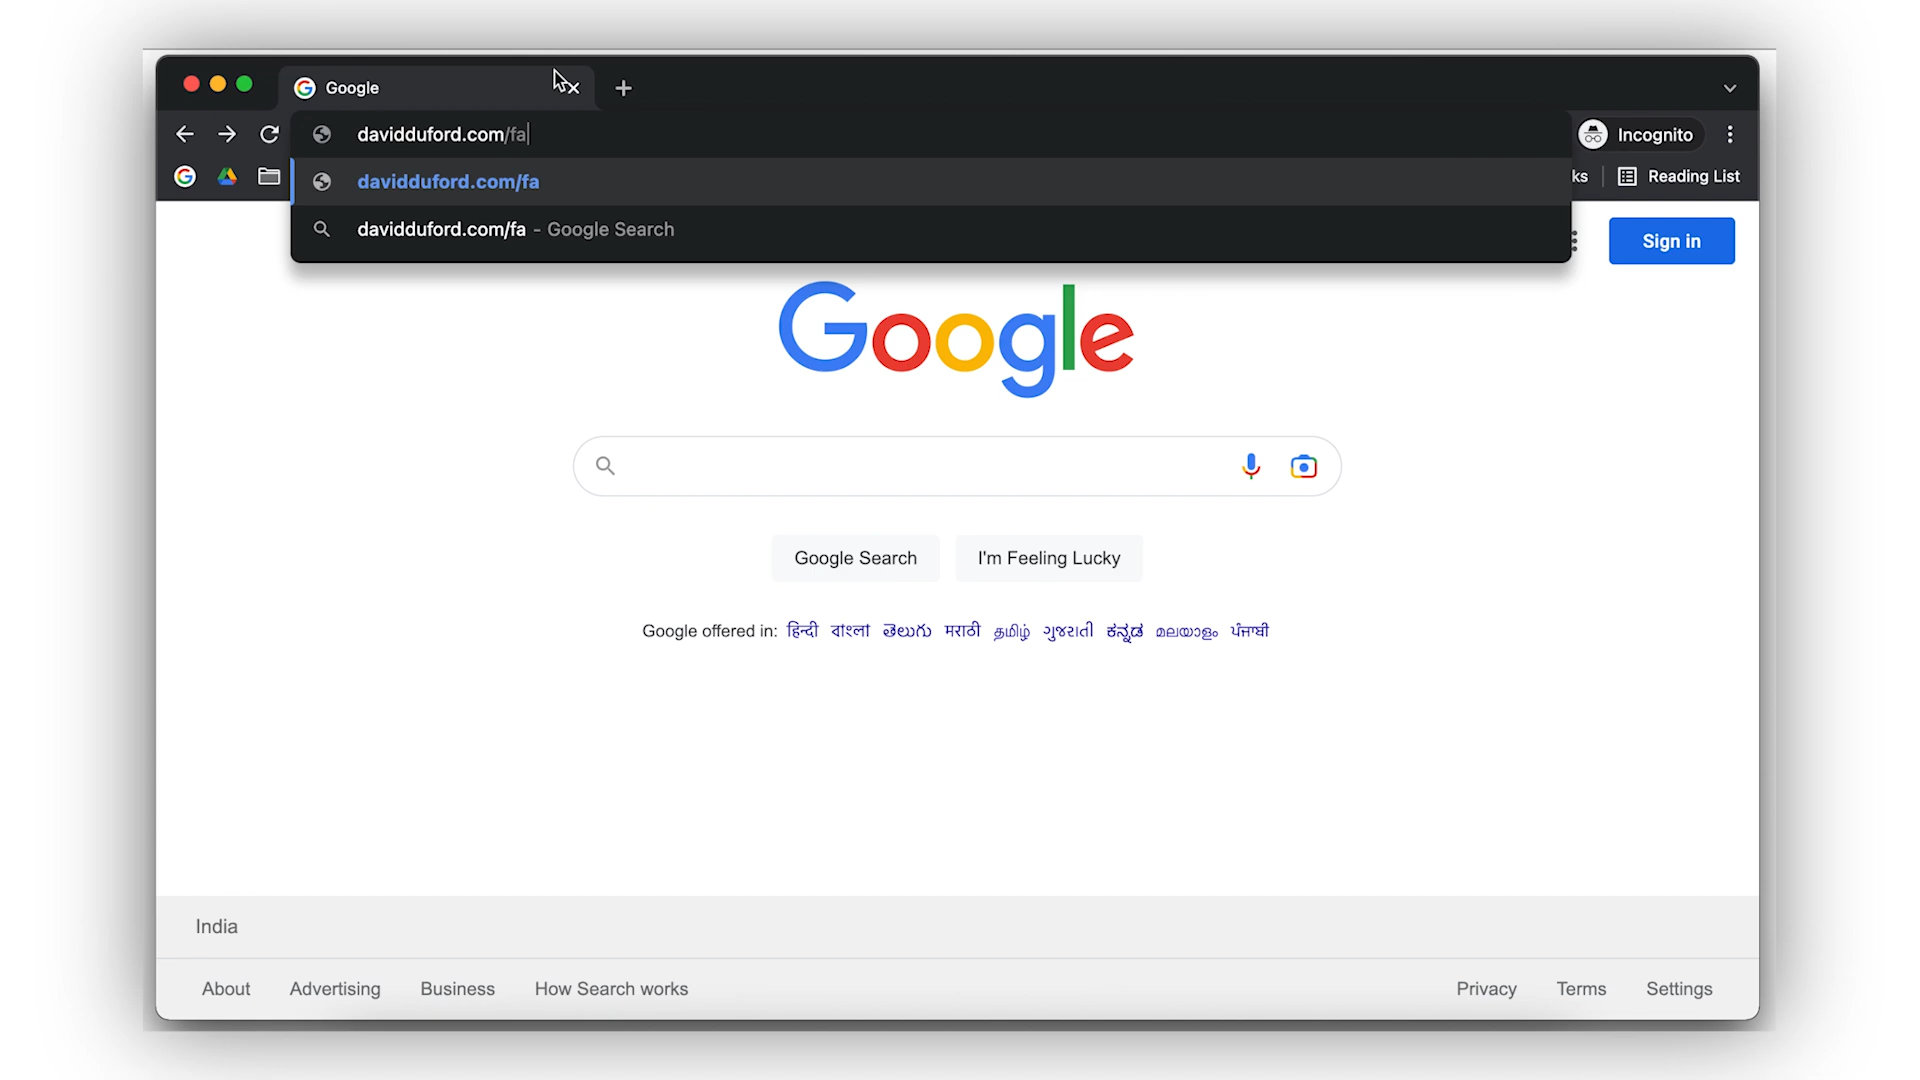 Google
davidduford.com/fa
Incognito
davidduford.com/fa
ks
Reading List
davidduford.com/fa - Google Search
Sign in
Google
Google Search
I'm Feeling Lucky
Google offered in: हिन्दी বাংলা తెలుగు मराठी தமிழ் ગુજરાતી ಕನ್ನಡ മലയാളം ਪੰਜਾਬੀ
India
About Advertising Business How Search works Privacy Terms Settings